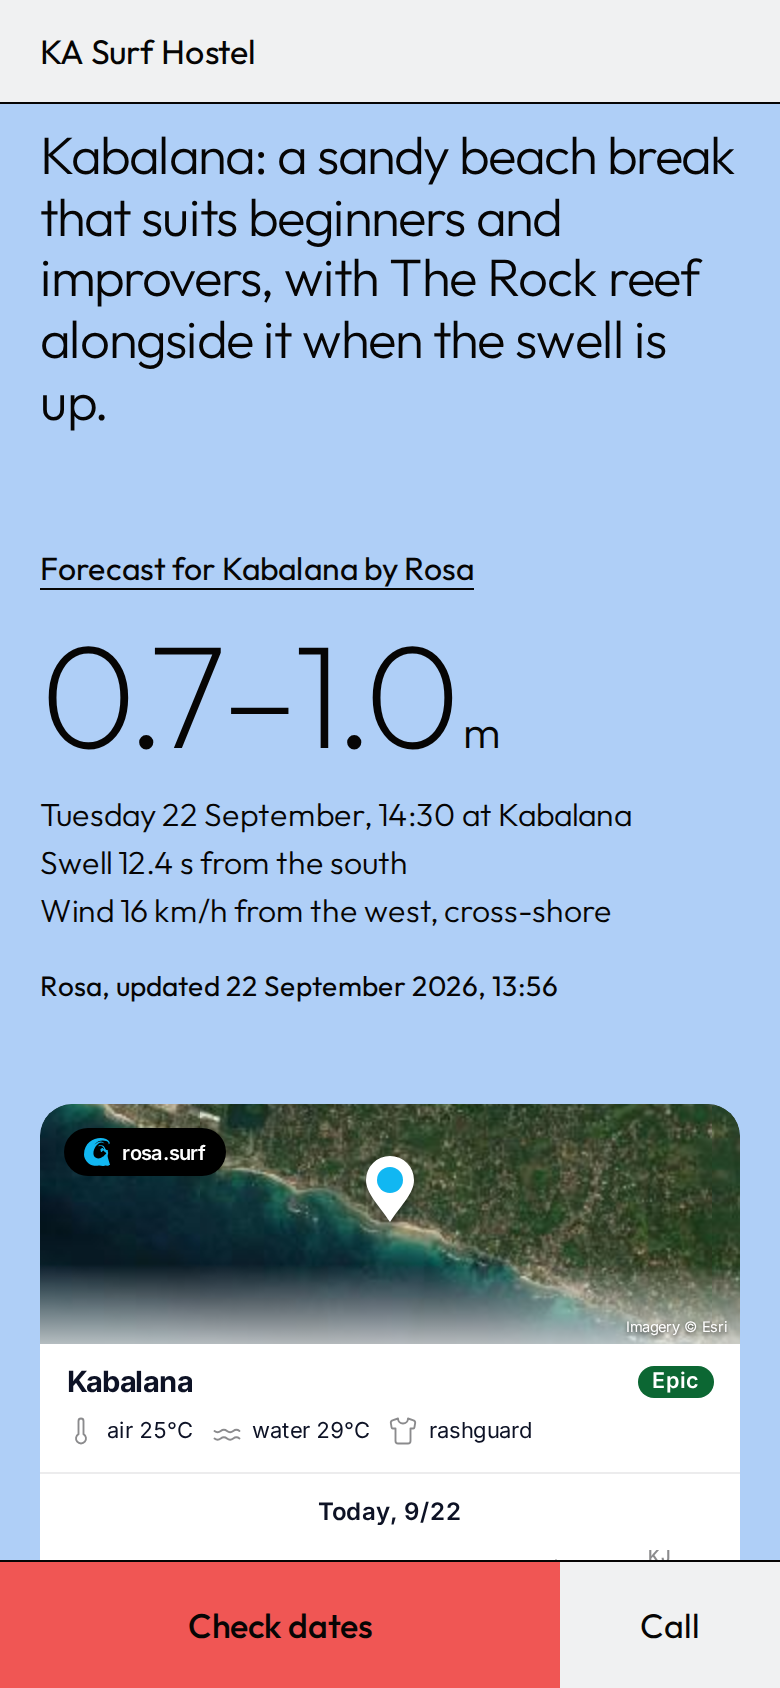 KA Surf Hostel
Kabalana: a sandy beach break
that suits beginners and
improvers, with The Rock reef
alongside it when the swell is
up.
Forecast for Kabalana by Rosa
0.7–1.0 m
Tuesday 22 September, 14:30 at Kabalana
Swell 12.4 s from the south
Wind 16 km/h from the west, cross-shore
Rosa, updated 22 September 2026, 13:56
rosa.surf
Imagery © Esri
Kabalana
Epic
air 25°C water 29°C rashguard
Today, 9/22
KJ
Check dates
Call